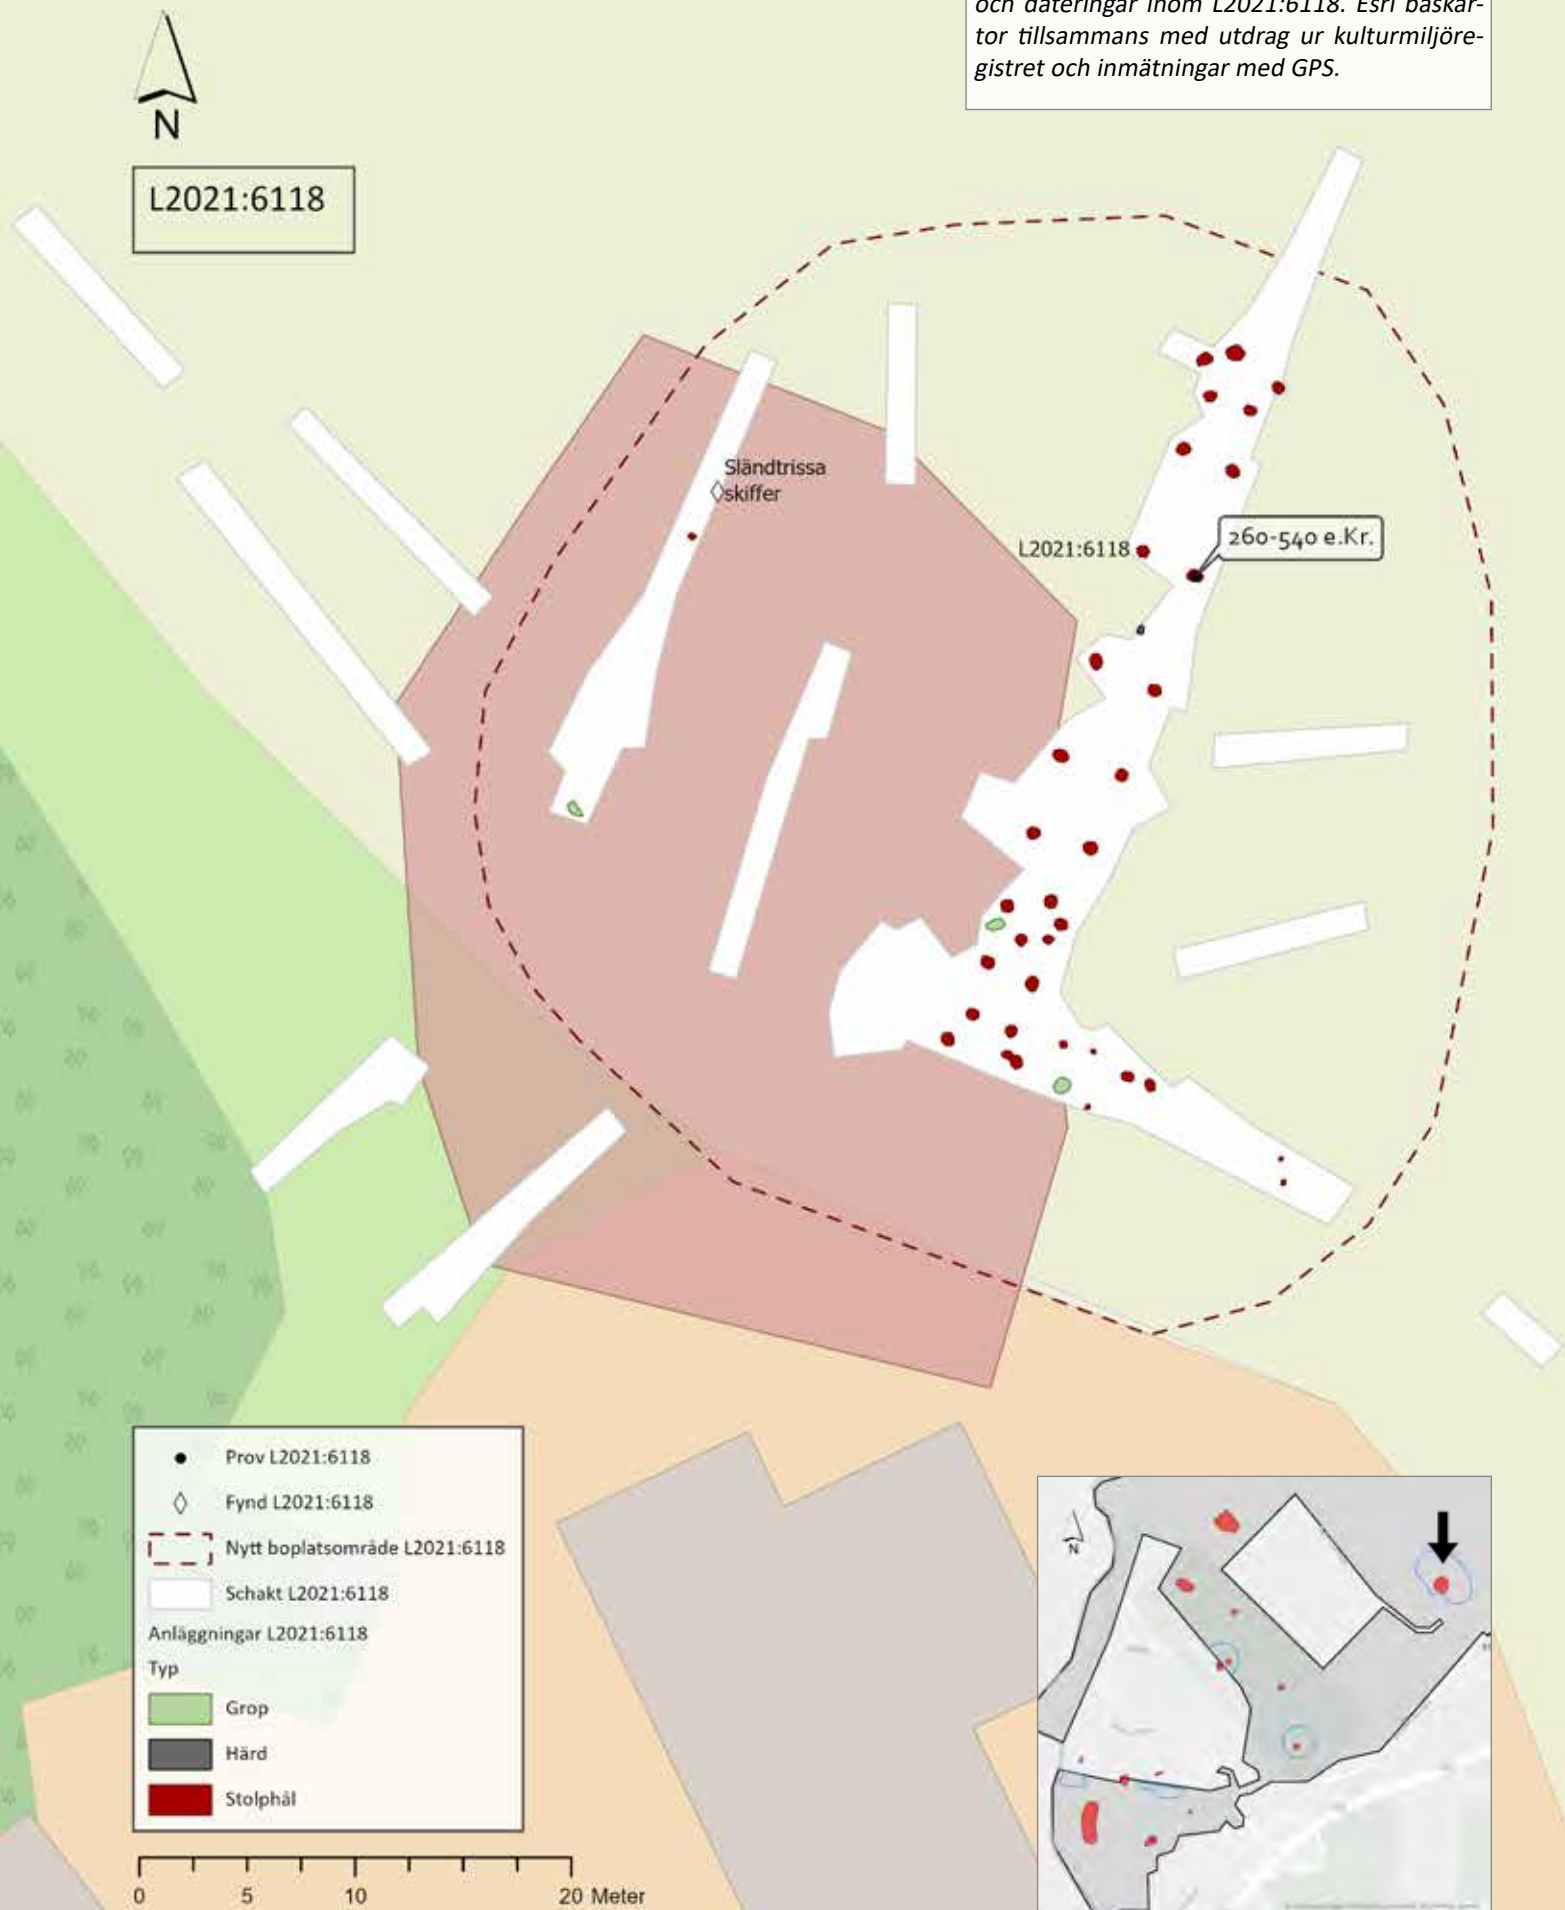 och dateringar inom L2021:6118. Esri baskar-
tor tillsammans med utdrag ur kulturmiljöre-
gistret och inmätningar med GPS.
N
L2021:6118
Sländtrissa
skiffer
L2021:6118
260-540 e.Kr.
Prov L2021:6118
Fynd L2021:6118
Nytt boplatsområde L2021:6118
Schakt L2021:6118
Anläggningar L2021:6118
Typ
Grop
Härd
Stolphål
0 5 10 20 Meter
N